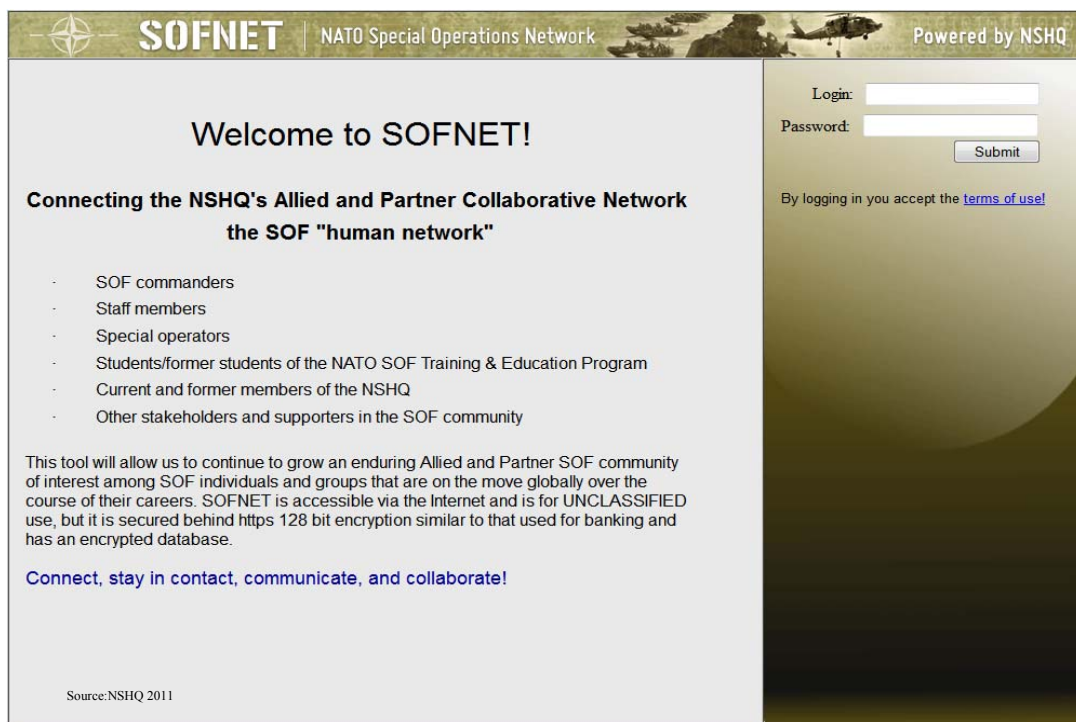 SOFNET NATO Special Operations Network Powered by NSHQ
Welcome to SOFNET!
Connecting the NSHQ's Allied and Partner Collaborative Network
the SOF "human network"
· SOF commanders
· Staff members
· Special operators
· Students/former students of the NATO SOF Training & Education Program
· Current and former members of the NSHQ
· Other stakeholders and supporters in the SOF community
This tool will allow us to continue to grow an enduring Allied and Partner SOF community
of interest among SOF individuals and groups that are on the move globally over the
course of their careers. SOFNET is accessible via the Internet and is for UNCLASSIFIED
use, but it is secured behind https 128 bit encryption similar to that used for banking and
has an encrypted database.
Connect, stay in contact, communicate, and collaborate!
Source:NSHQ 2011
Login:
Password:
Submit
By logging in you accept the terms of use!